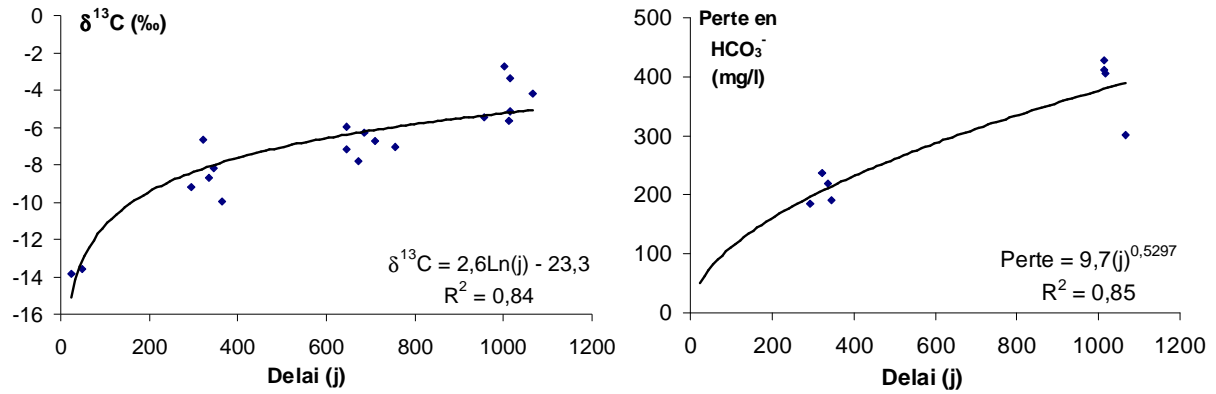 δ¹³C (‰)
0
-2
-4
-6
-8
-10
-12
-14
-16
δ¹³C = 2,6Ln(j) - 23,3
R² = 0,84
0 200 400 600 800 1000 1200
Delai (j)
Perte en
HCO₃⁻
(mg/l)
500
400
300
200
100
0
Perte = 9,7(j)^0,5297
R² = 0,85
0 200 400 600 800 1000 1200
Delai (j)